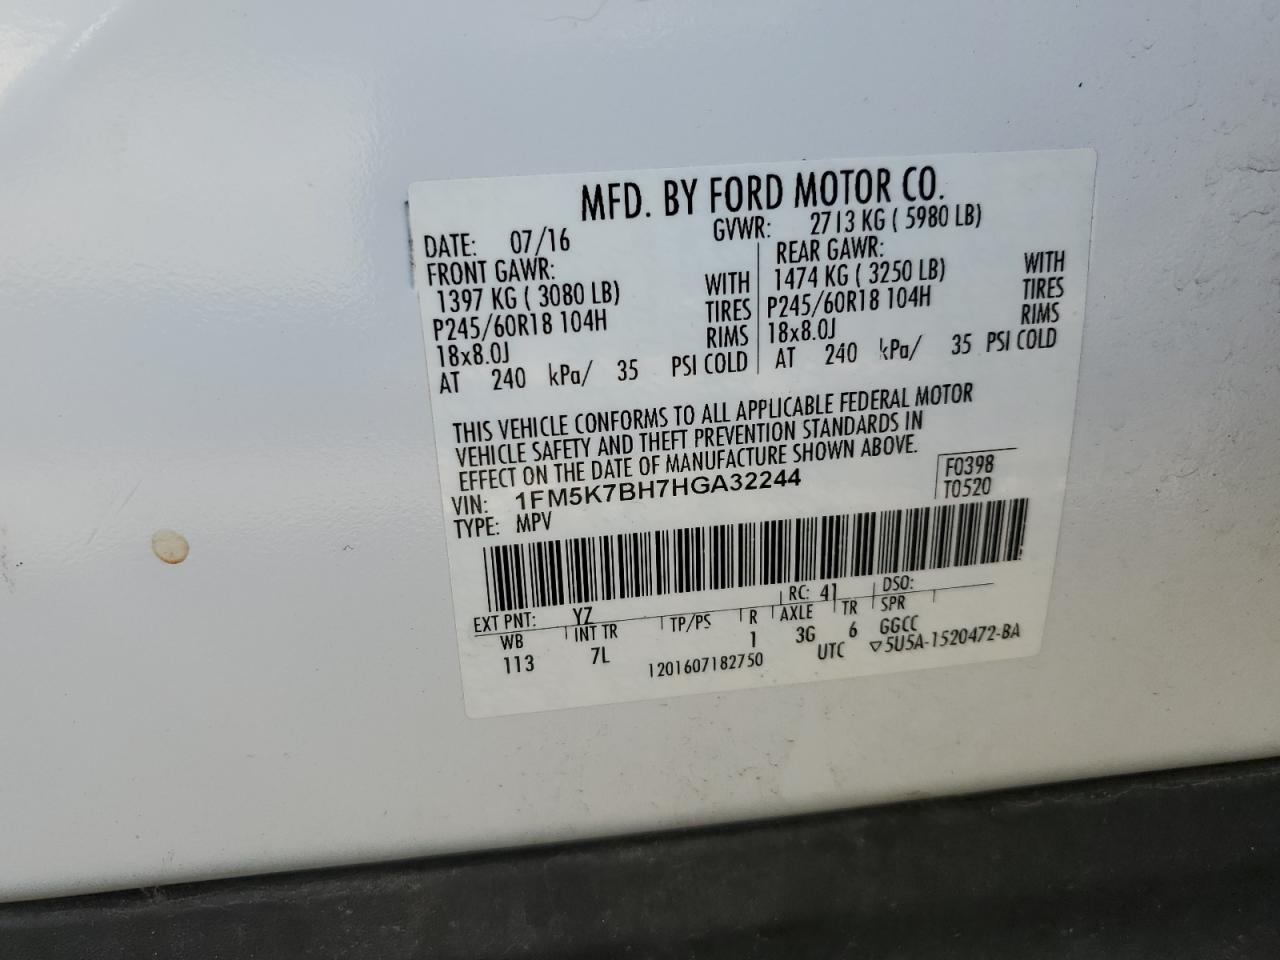 MFD. BY FORD MOTOR CO.
DATE: 07/16 GVWR: 2713 KG ( 5980 LB)
FRONT GAWR: REAR GAWR:
1397 KG ( 3080 LB) WITH 1474 KG ( 3250 LB) WITH
P245/60R18 104H TIRES P245/60R18 104H TIRES
18x8.0J RIMS 18x8.0J RIMS
AT 240 kPa/ 35 PSI COLD AT 240 kPa/ 35 PSI COLD
THIS VEHICLE CONFORMS TO ALL APPLICABLE FEDERAL MOTOR
VEHICLE SAFETY AND THEFT PREVENTION STANDARDS IN
EFFECT ON THE DATE OF MANUFACTURE SHOWN ABOVE.
VIN: 1FM5K7BH7HGA32244 F0398
TYPE: MPV T0520
EXT PNT: YZ RC: 41 DSO:
WB INT TR TP/PS R AXLE TR SPR
113 7L 1 3G 6 GGCC
1201607182750 UTC ▽5U5A-1520472-BA